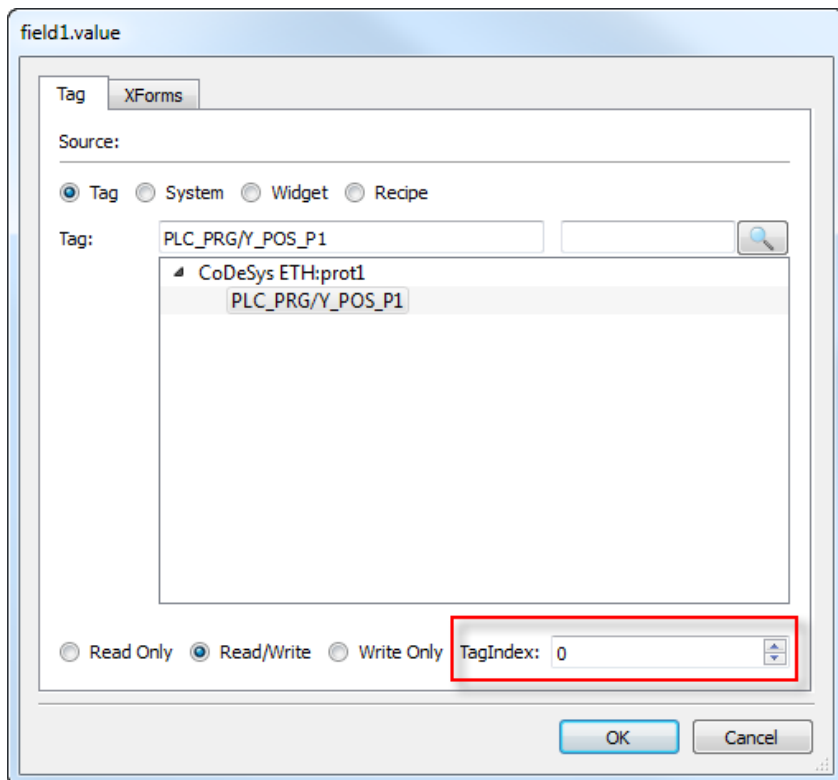 field1.value
Tag XForms
Source:
Tag System Widget Recipe
Tag: PLC_PRG/Y_POS_P1
CoDeSys ETH:prot1
PLC_PRG/Y_POS_P1
Read Only Read/Write Write Only TagIndex: 0
OK Cancel